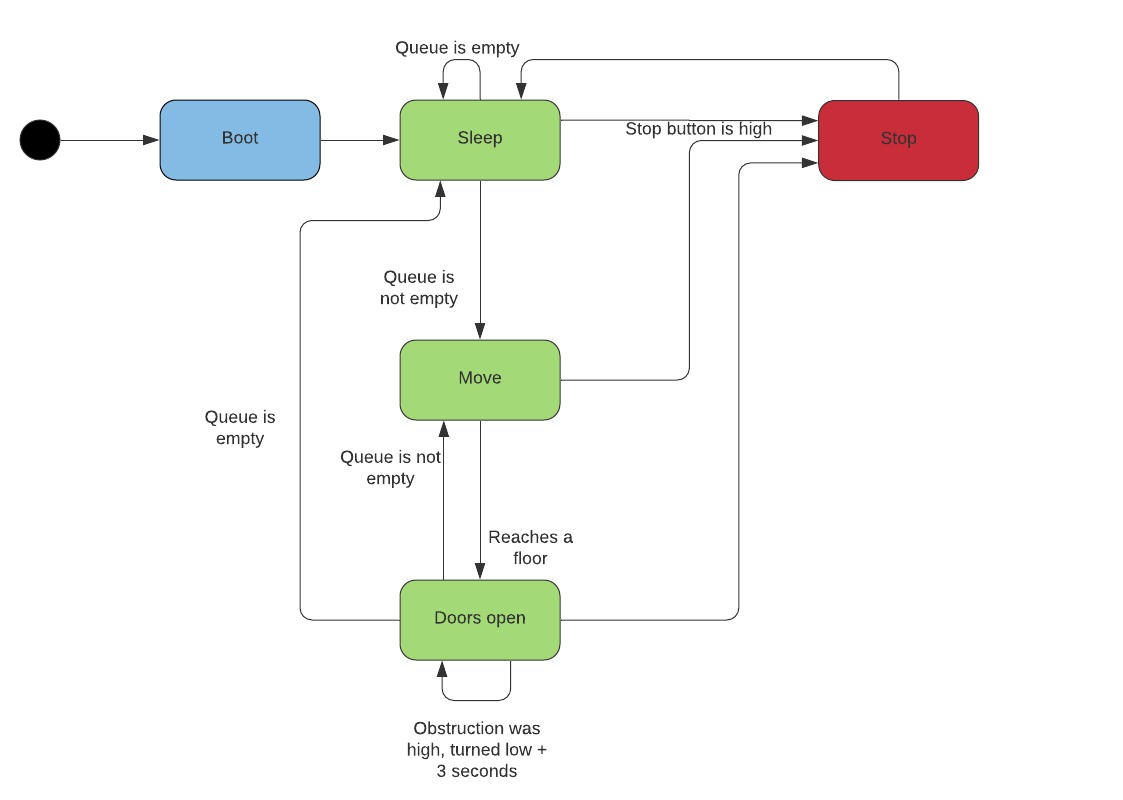 Queue is empty
Boot
Sleep
Stop button is high
Stop
Queue is
not empty
Move
Queue is
empty
Queue is not
empty
Reaches a
floor
Doors open
Obstruction was
high, turned low +
3 seconds